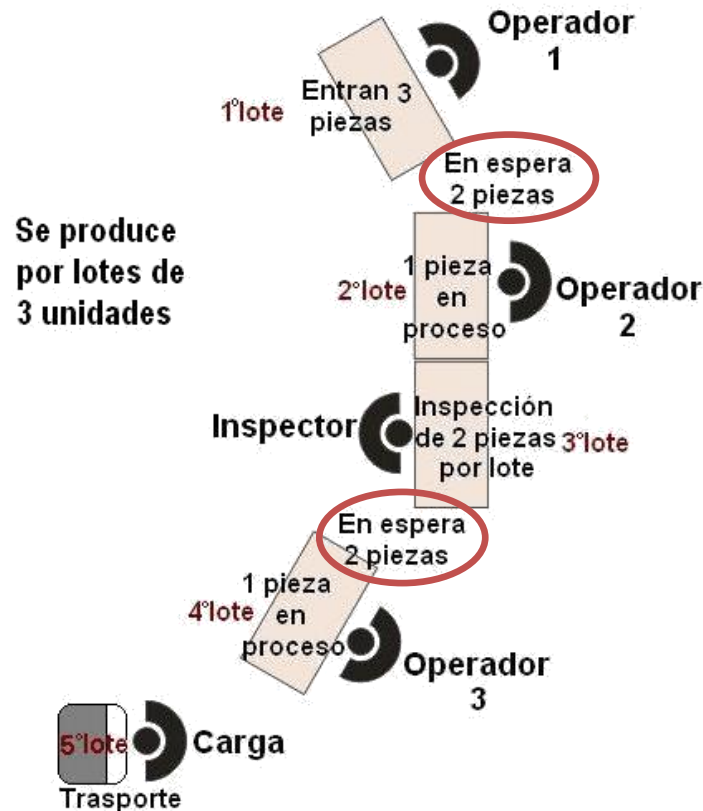 Operador
1
Entran 3
piezas
1°lote
En espera
2 piezas
Se produce
por lotes de
3 unidades
1 pieza
en
proceso
2°lote
Operador
2
Inspector
Inspección
de 2 piezas
por lote
3°lote
En espera
2 piezas
1 pieza
en
proceso
4°lote
Operador
3
5°lote
Carga
Trasporte